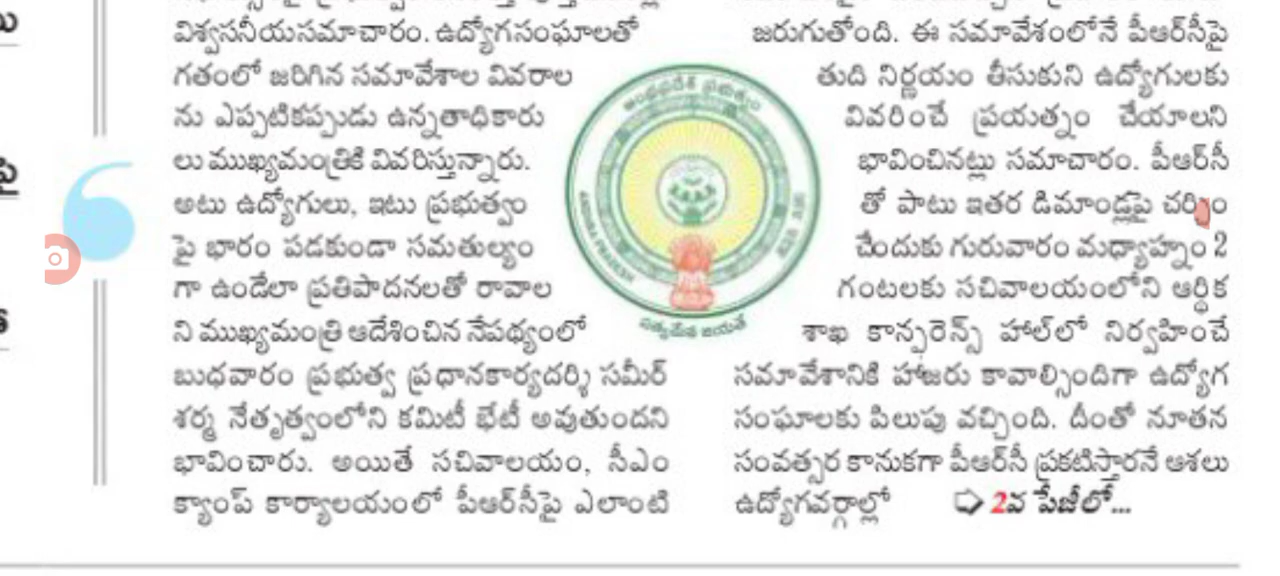 విశ్వసనీయసమాచారం. ఉద్యోగసంఘాలతో
గతంలో జరిగిన సమావేశాల వివరాల
ను ఎప్పటికప్పుడు ఉన్నతాధికారు
లు ముఖ్యమంత్రికి వివరిస్తున్నారు.
అటు ఉద్యోగులు, ఇటు ప్రభుత్వం
పై భారం పడకుండా సమతుల్యం
గా ఉండేలా ప్రతిపాదనలతో రావాల
ని ముఖ్యమంత్రి ఆదేశించిన నేపథ్యంలో
బుధవారం ప్రభుత్వ ప్రధానకార్యదర్శి సమీర్
శర్మ నేతృత్వంలోని కమిటీ భేటీ అవుతుందని
భావించారు. అయితే సచివాలయం, సీఎం
క్యాంప్ కార్యాలయంలో పీఆర్‌సీపై ఎలాంటి
సత్యమేవ జయతే
జరుగుతోంది. ఈ సమావేశంలోనే పీఆర్‌సీపై
తుది నిర్ణయం తీసుకుని ఉద్యోగులకు
వివరించే ప్రయత్నం చేయాలని
భావించినట్లు సమాచారం. పీఆర్‌సీ
తో పాటు ఇతర డిమాండ్లపై
చేందుకు గురువారం మధ్యాహ్నం 2
గంటలకు సచివాలయంలోని ఆర్థిక
శాఖ కాన్ఫరెన్స్ హాల్‌లో నిర్వహించే
సమావేశానికి హాజరు కావాల్సిందిగా ఉద్యోగ
సంఘాలకు పిలుపు వచ్చింది. దీంతో నూతన
సంవత్సర కానుకగా పీఆర్‌సీ ప్రకటిస్తారనే ఆశలు
ఉద్యోగవర్గాల్లో ➩ 2వ పేజీలో...